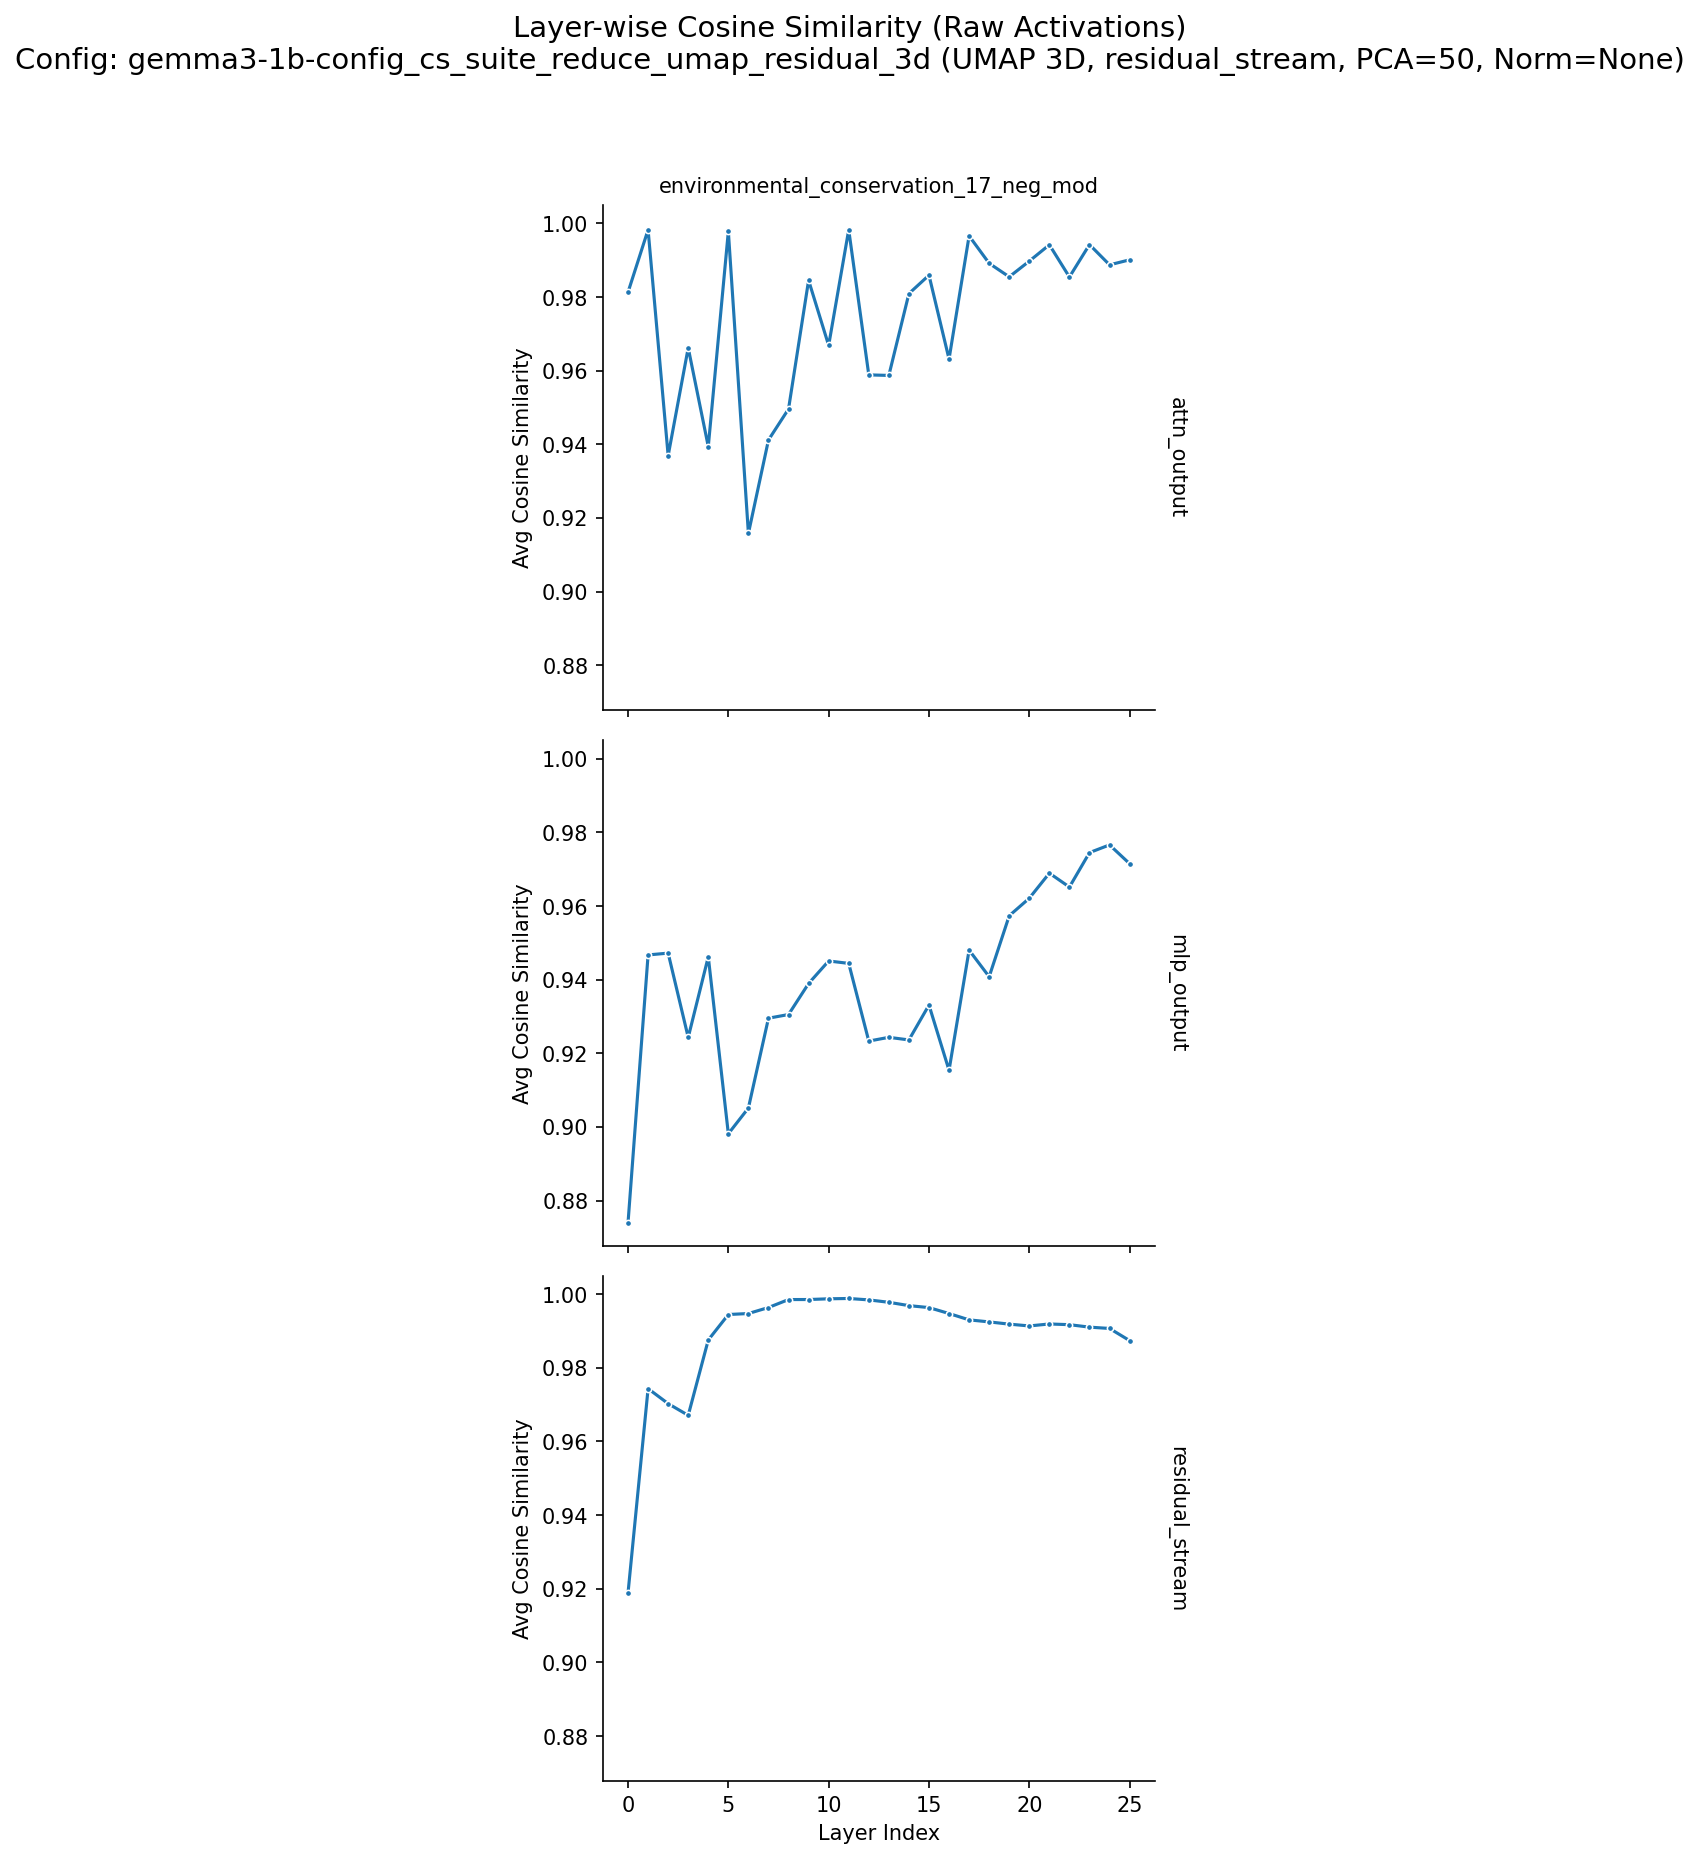 Layer-wise Cosine Similarity (Raw Activations)
Config: gemma3-1b-config_cs_suite_reduce_umap_residual_3d (UMAP 3D, residual_stream, PCA=50, Norm=None)
environmental_conservation_17_neg_mod
1.00
0.98
0.96
0.94
0.92
0.90
0.88
Avg Cosine Similarity
attn_output
1.00
0.98
0.96
0.94
0.92
0.90
0.88
Avg Cosine Similarity
mlp_output
1.00
0.98
0.96
0.94
0.92
0.90
0.88
Avg Cosine Similarity
residual_stream
0 5 10 15 20 25
Layer Index